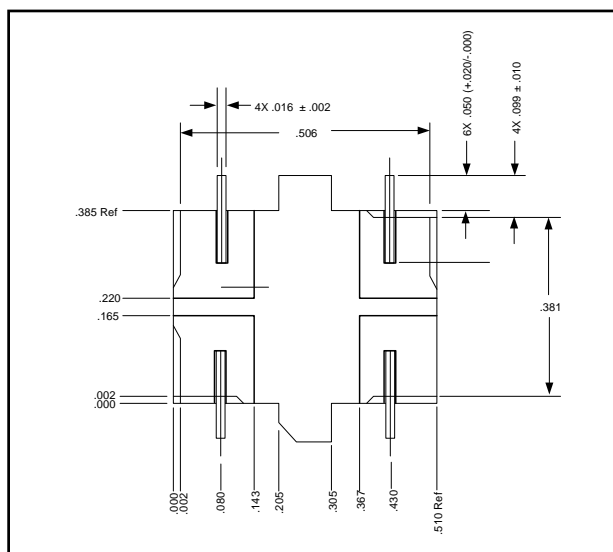 4X .016 ± .002
6X .050 (+.020/-.000)
4X .099 ± .010
.506
.385 Ref
.220
.165
.381
.002
.000
.000
.002
.080
.143
.205
.305
.367
.430
.510 Ref